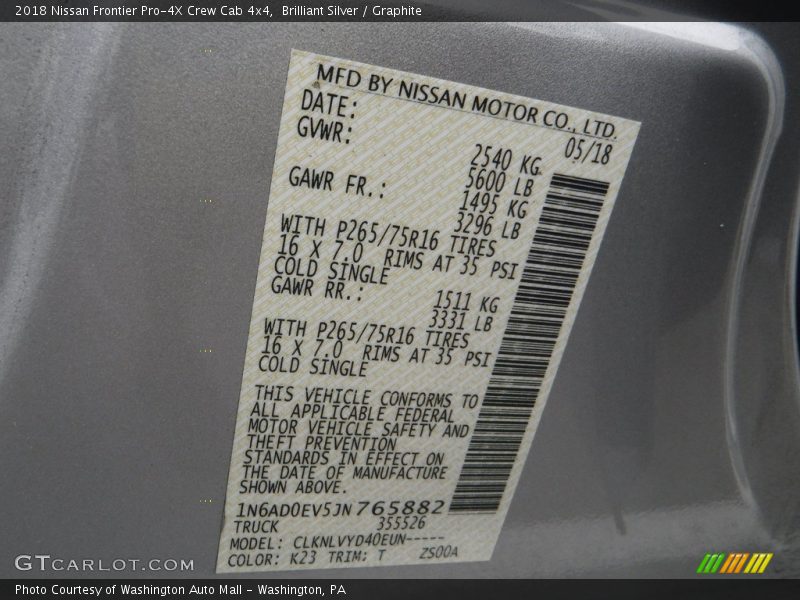 2018 Nissan Frontier Pro-4X Crew Cab 4x4,  Brilliant Silver / Graphite
MFD BY NISSAN MOTOR CO., LTD.
DATE: 05/18
GVWR: 2540 KG
5600 LB
GAWR FR.: 1495 KG
3296 LB
WITH P265/75R16 TIRES
16 X 7.0 RIMS AT 35 PSI
COLD SINGLE
GAWR RR.: 1511 KG
3331 LB
WITH P265/75R16 TIRES
16 X 7.0 RIMS AT 35 PSI
COLD SINGLE
THIS VEHICLE CONFORMS TO
ALL APPLICABLE FEDERAL
MOTOR VEHICLE SAFETY AND
THEFT PREVENTION
STANDARDS IN EFFECT ON
THE DATE OF MANUFACTURE
SHOWN ABOVE.
1N6AD0EV5JN765882
TRUCK 355526
MODEL: CLKNLVYD40EUN-----
COLOR: K23 TRIM: T ZS00A
GTCarlot.com
Photo Courtesy of Washington Auto Mall - Washington, PA